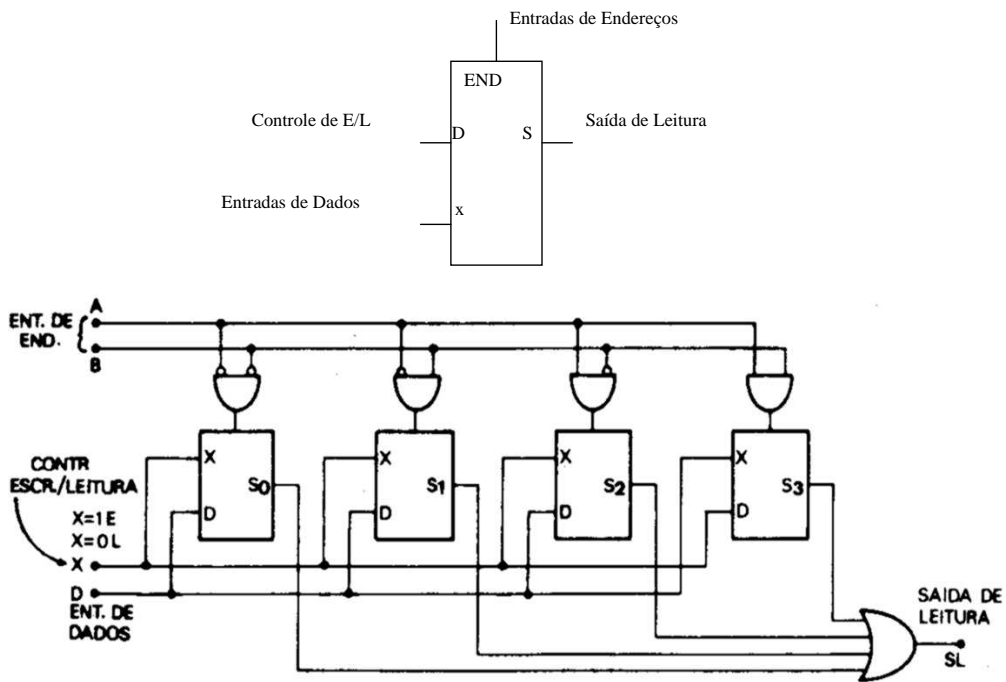 Entradas de Endereços
END
Controle de E/L
D
S
Saída de Leitura
Entradas de Dados
x
A
ENT. DE
END.
B
CONTR
ESCR./LEITURA
X=1 E
X=0 L
X
D
ENT. DE
DADOS
X
S0
D
X
S1
D
X
S2
D
X
S3
D
SAIDA DE
LEITURA
SL